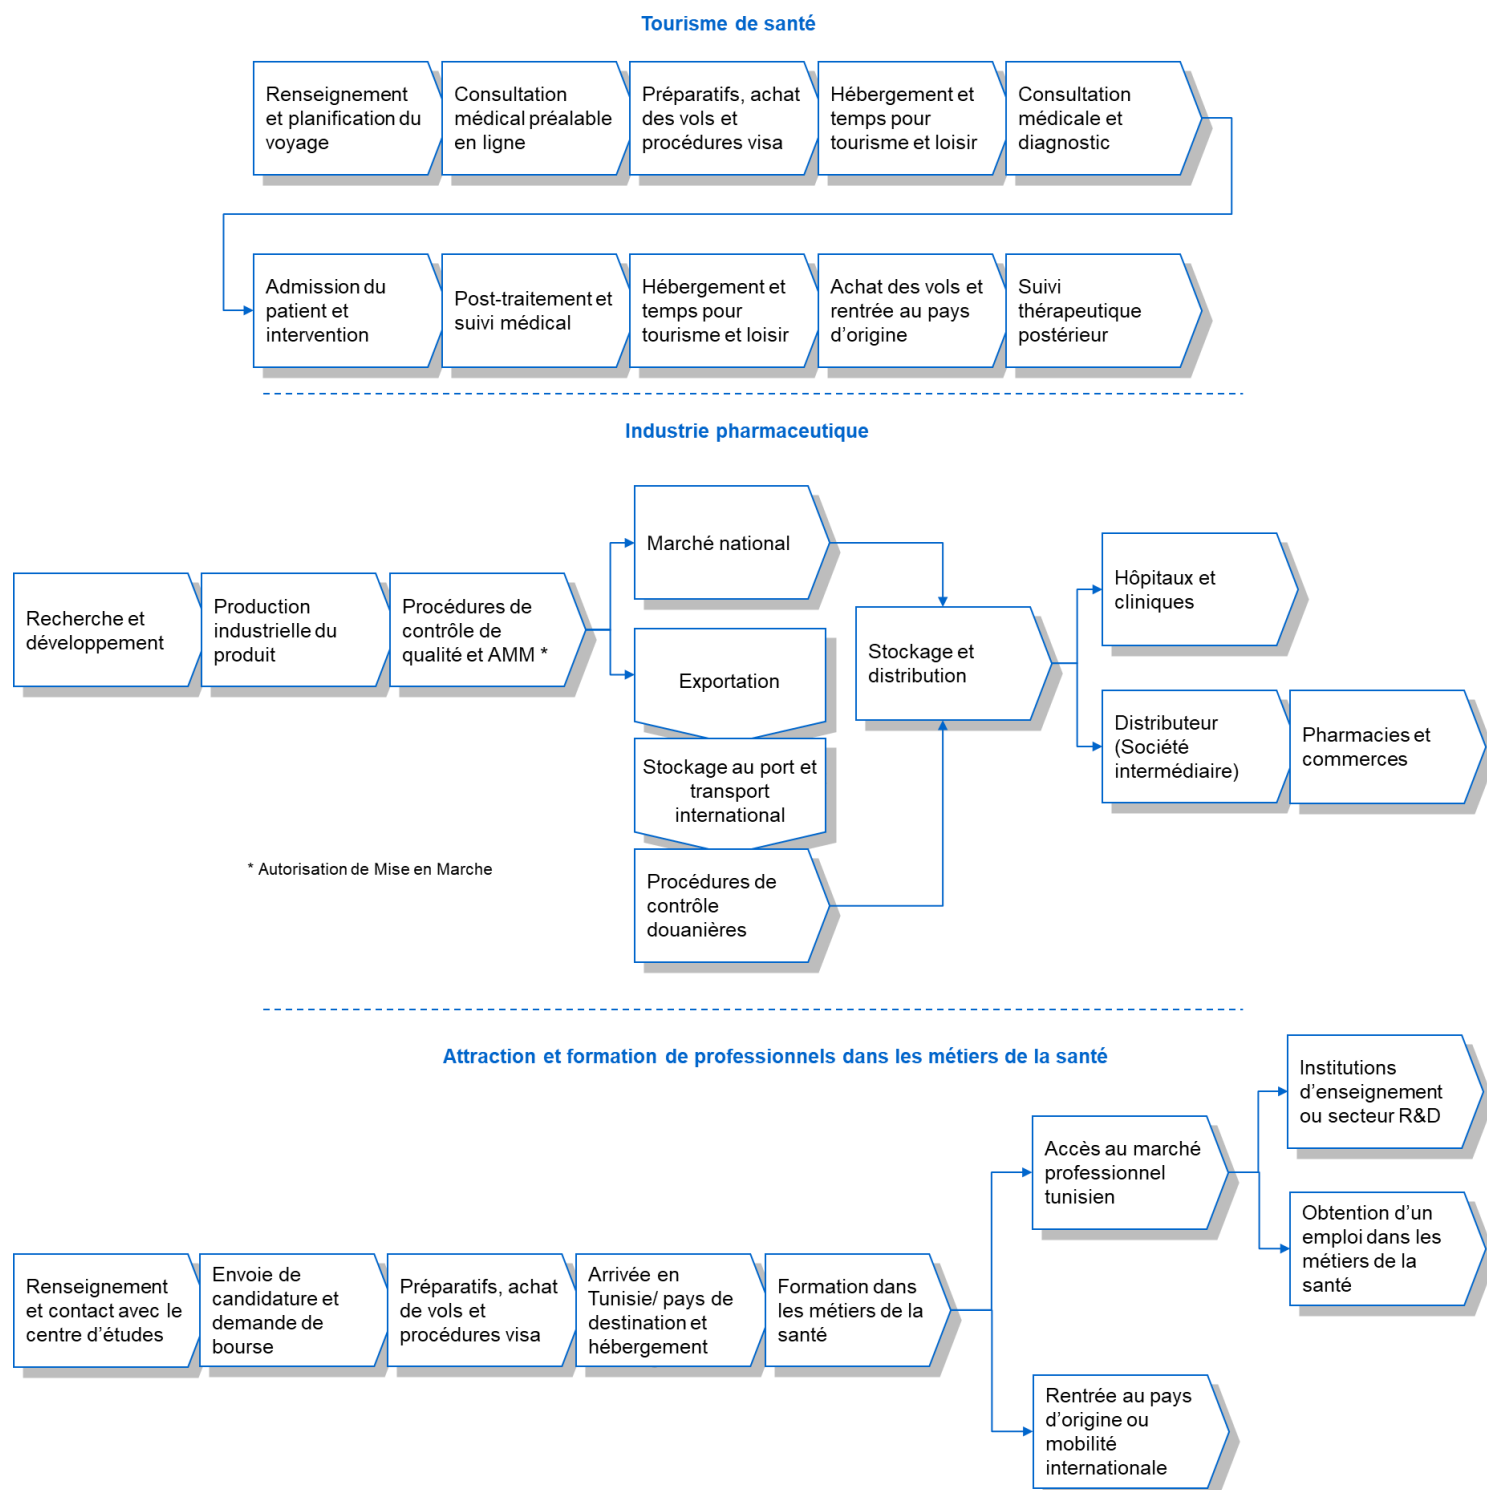 Tourisme de santé
Renseignement
et planification du
voyage
Consultation
médical préalable
en ligne
Préparatifs, achat
des vols et
procédures visa
Hébergement et
temps pour
tourisme et loisir
Consultation
médicale et
diagnostic
Admission du
patient et
intervention
Post-traitement et
suivi médical
Hébergement et
temps pour
tourisme et loisir
Achat des vols et
rentrée au pays
d’origine
Suivi
thérapeutique
postérieur
Industrie pharmaceutique
Recherche et
développement
Production
industrielle du
produit
Procédures de
contrôle de
qualité et AMM *
Marché national
Exportation
Stockage au port et
transport
international
Procédures de
contrôle
douanières
Stockage et
distribution
Hôpitaux et
cliniques
Distributeur
(Société
intermédiaire)
Pharmacies et
commerces
* Autorisation de Mise en Marche
Attraction et formation de professionnels dans les métiers de la santé
Renseignement
et contact avec le
centre d’études
Envoie de
candidature et
demande de
bourse
Préparatifs, achat
de vols et
procédures visa
Arrivée en
Tunisie/ pays de
destination et
hébergement
Formation dans
les métiers de la
santé
Accès au marché
professionnel
tunisien
Institutions
d’enseignement
ou secteur R&D
Obtention d’un
emploi dans les
métiers de la
santé
Rentrée au pays
d’origine ou
mobilité
internationale